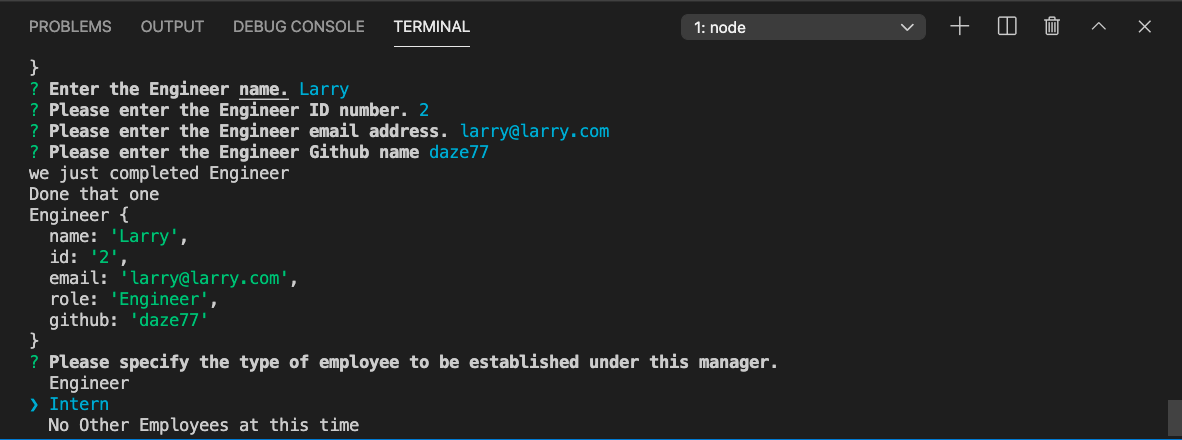 PROBLEMS OUTPUT DEBUG CONSOLE TERMINAL 1: node
}
? Enter the Engineer name. Larry
? Please enter the Engineer ID number. 2
? Please enter the Engineer email address. larry@larry.com
? Please enter the Engineer Github name daze77
we just completed Engineer
Done that one
Engineer {
  name: 'Larry',
  id: '2',
  email: 'larry@larry.com',
  role: 'Engineer',
  github: 'daze77'
}
? Please specify the type of employee to be established under this manager.
  Engineer
❯ Intern
  No Other Employees at this time